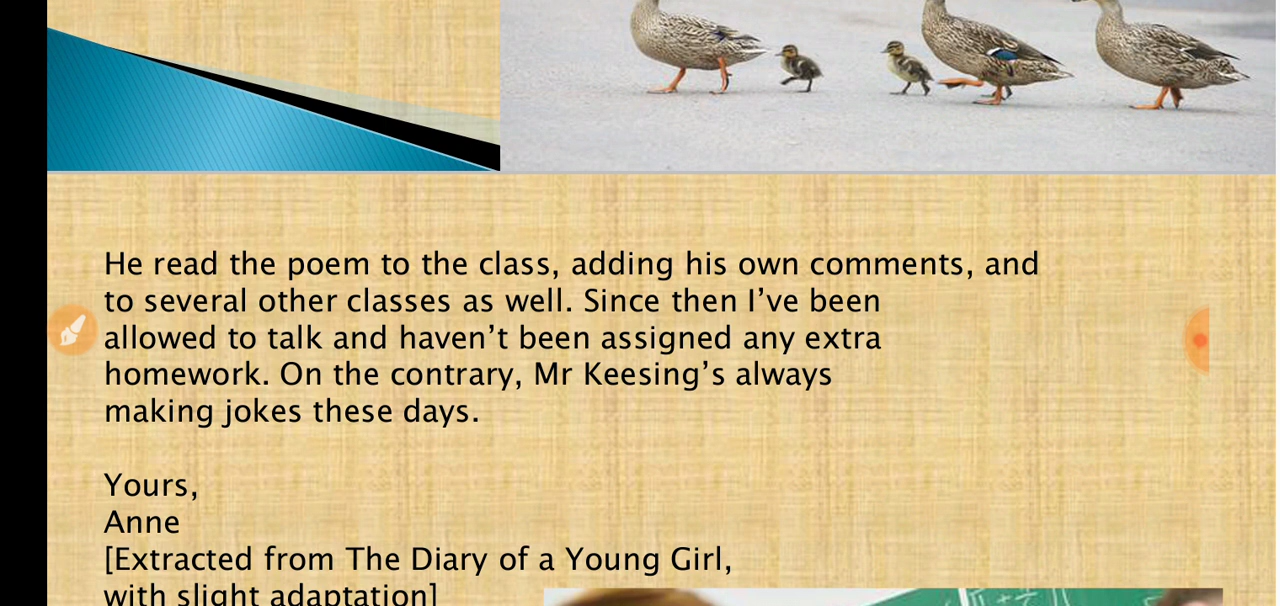 He read the poem to the class, adding his own comments, and
to several other classes as well. Since then I’ve been
allowed to talk and haven’t been assigned any extra
homework. On the contrary, Mr Keesing’s always
making jokes these days.
Yours,
Anne
[Extracted from The Diary of a Young Girl,
with slight adaptation]